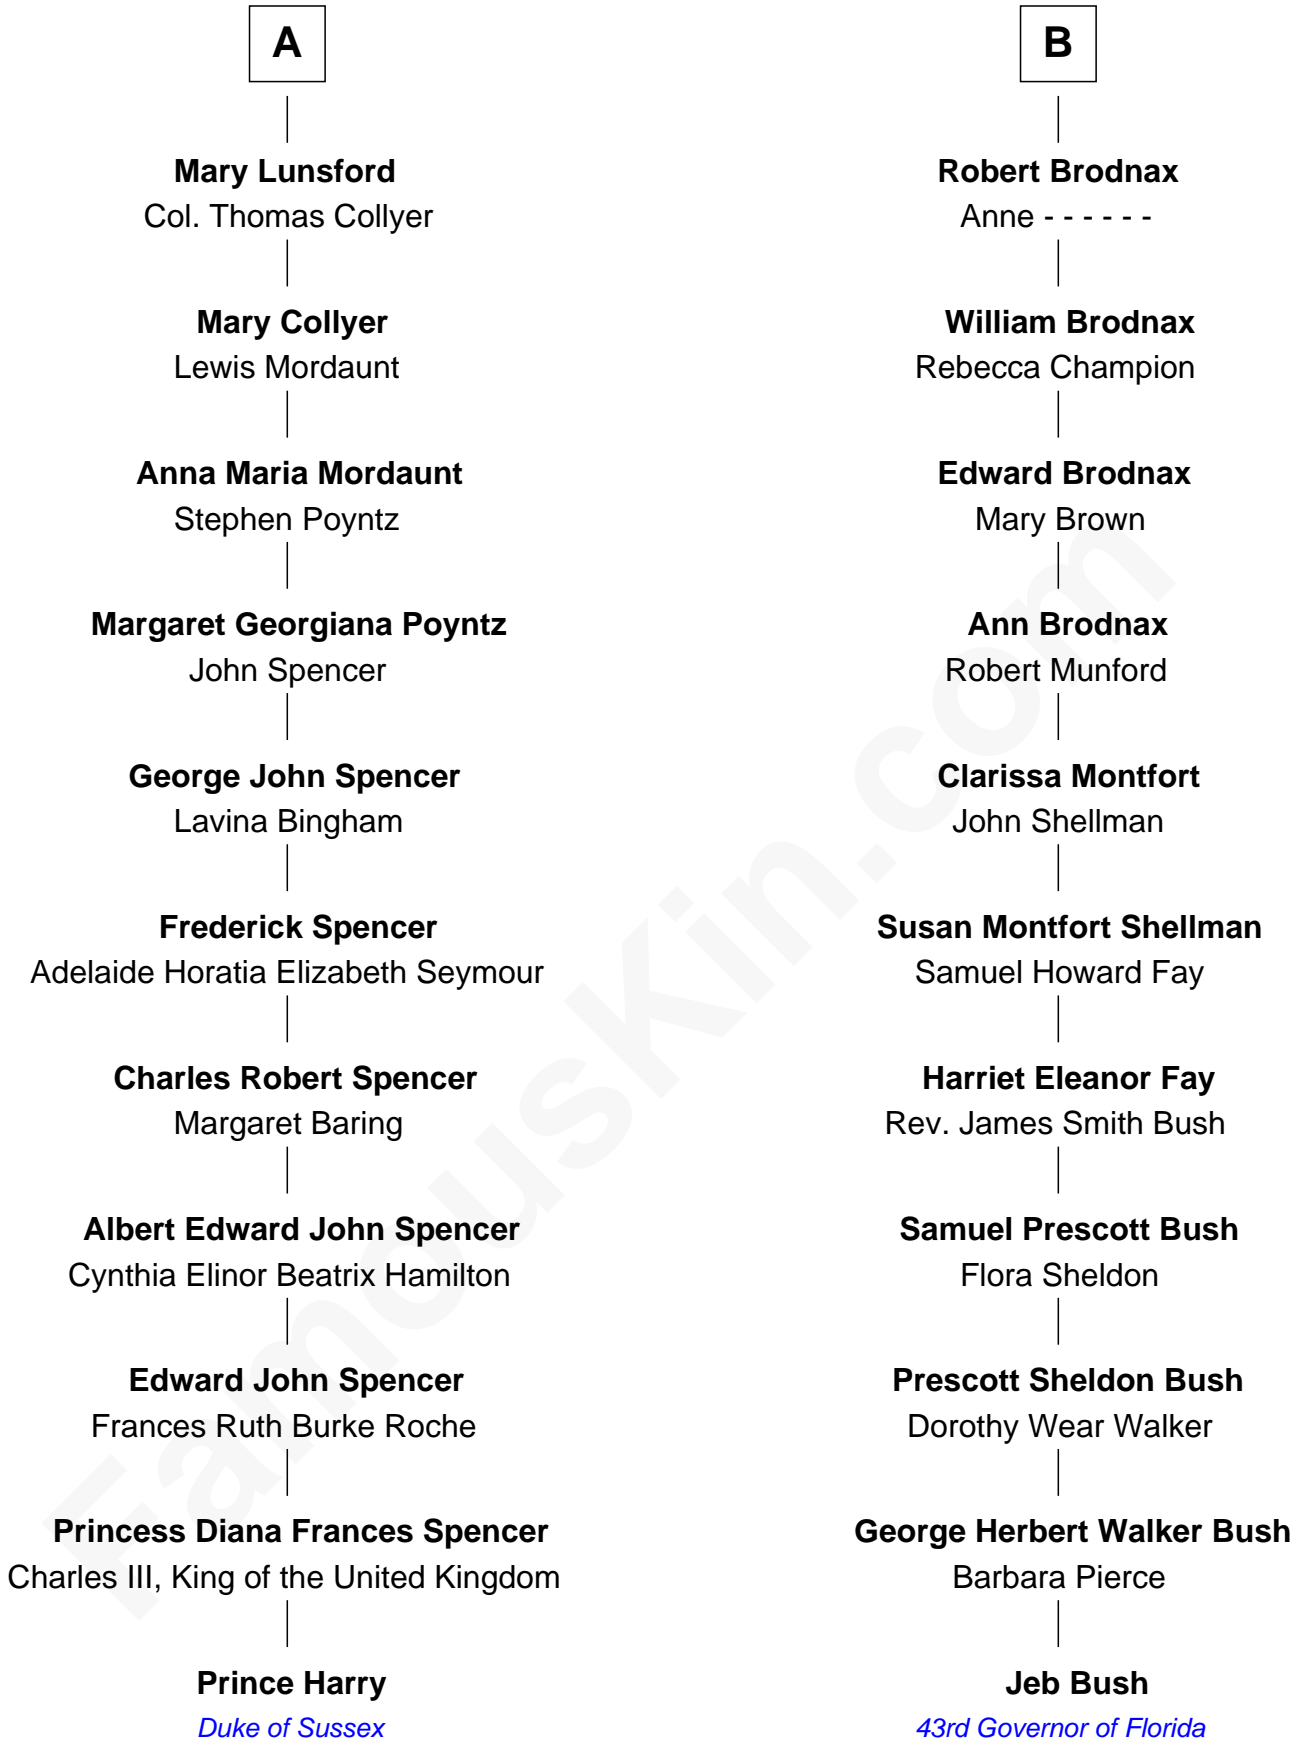 A
Mary Lunsford
Col. Thomas Collyer
Mary Collyer
Lewis Mordaunt
Anna Maria Mordaunt
Stephen Poyntz
Margaret Georgiana Poyntz
John Spencer
George John Spencer
Lavina Bingham
Frederick Spencer
Adelaide Horatia Elizabeth Seymour
Charles Robert Spencer
Margaret Baring
Albert Edward John Spencer
Cynthia Elinor Beatrix Hamilton
Edward John Spencer
Frances Ruth Burke Roche
Princess Diana Frances Spencer
Charles III, King of the United Kingdom
Prince Harry
Duke of Sussex
B
Robert Brodnax
Anne - - - - - -
William Brodnax
Rebecca Champion
Edward Brodnax
Mary Brown
Ann Brodnax
Robert Munford
Clarissa Montfort
John Shellman
Susan Montfort Shellman
Samuel Howard Fay
Harriet Eleanor Fay
Rev. James Smith Bush
Samuel Prescott Bush
Flora Sheldon
Prescott Sheldon Bush
Dorothy Wear Walker
George Herbert Walker Bush
Barbara Pierce
Jeb Bush
43rd Governor of Florida
FamousKin.com